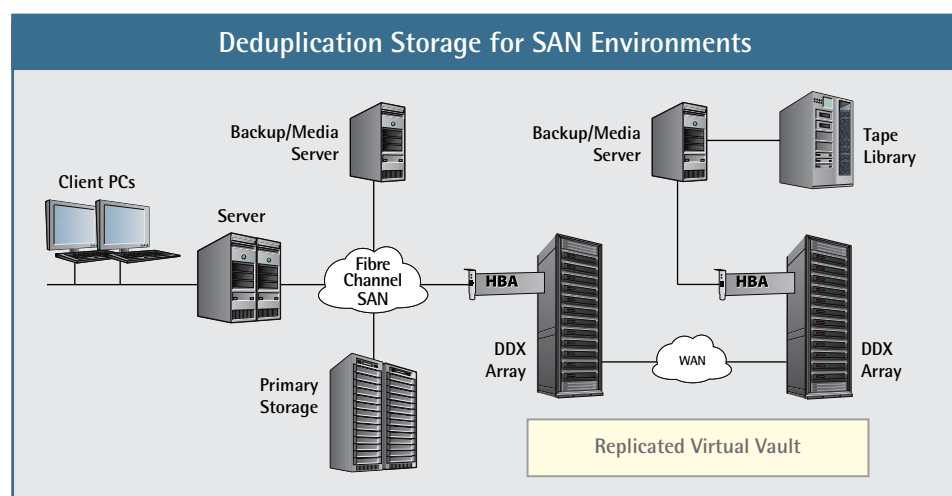 Deduplication Storage for SAN Environments
Backup/Media
Server
Backup/Media
Server
Tape
Library
Client PCs
Server
Fibre
Channel
SAN
HBA
HBA
DDX
Array
WAN
DDX
Array
Primary
Storage
Replicated Virtual Vault